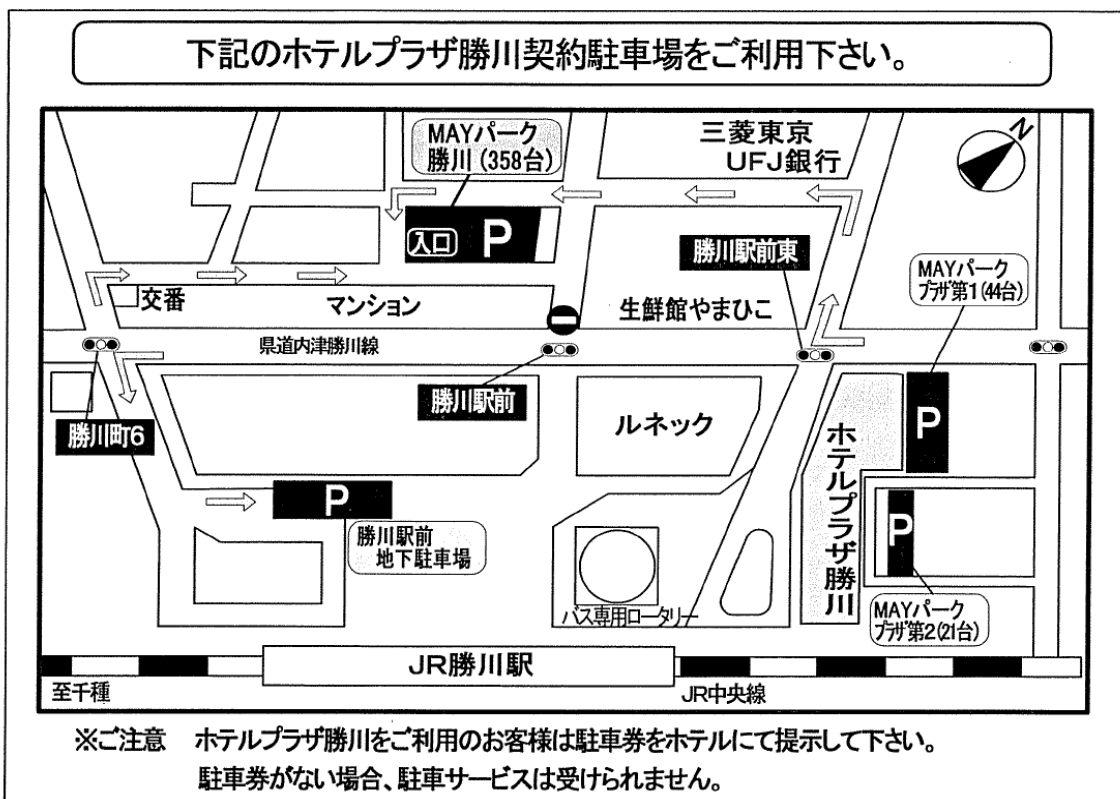 下記のホテルプラザ勝川契約駐車場をご利用下さい。
MAYパーク
勝川(358台)
三菱東京
UFJ銀行
N
入口
P
勝川駅前東
MAYパーク
プラザ第1(44台)
交番
マンション
生鮮館やまひこ
県道内津勝川線
勝川駅前
勝川町6
ルネック
P
ホテルプラザ勝川
P
勝川駅前
地下駐車場
P
バス専用ロータリー
MAYパーク
プラザ第2(21台)
JR勝川駅
至千種
JR中央線
※ご注意 ホテルプラザ勝川をご利用のお客様は駐車券をホテルにて提示して下さい。
駐車券がない場合、駐車サービスは受けられません。